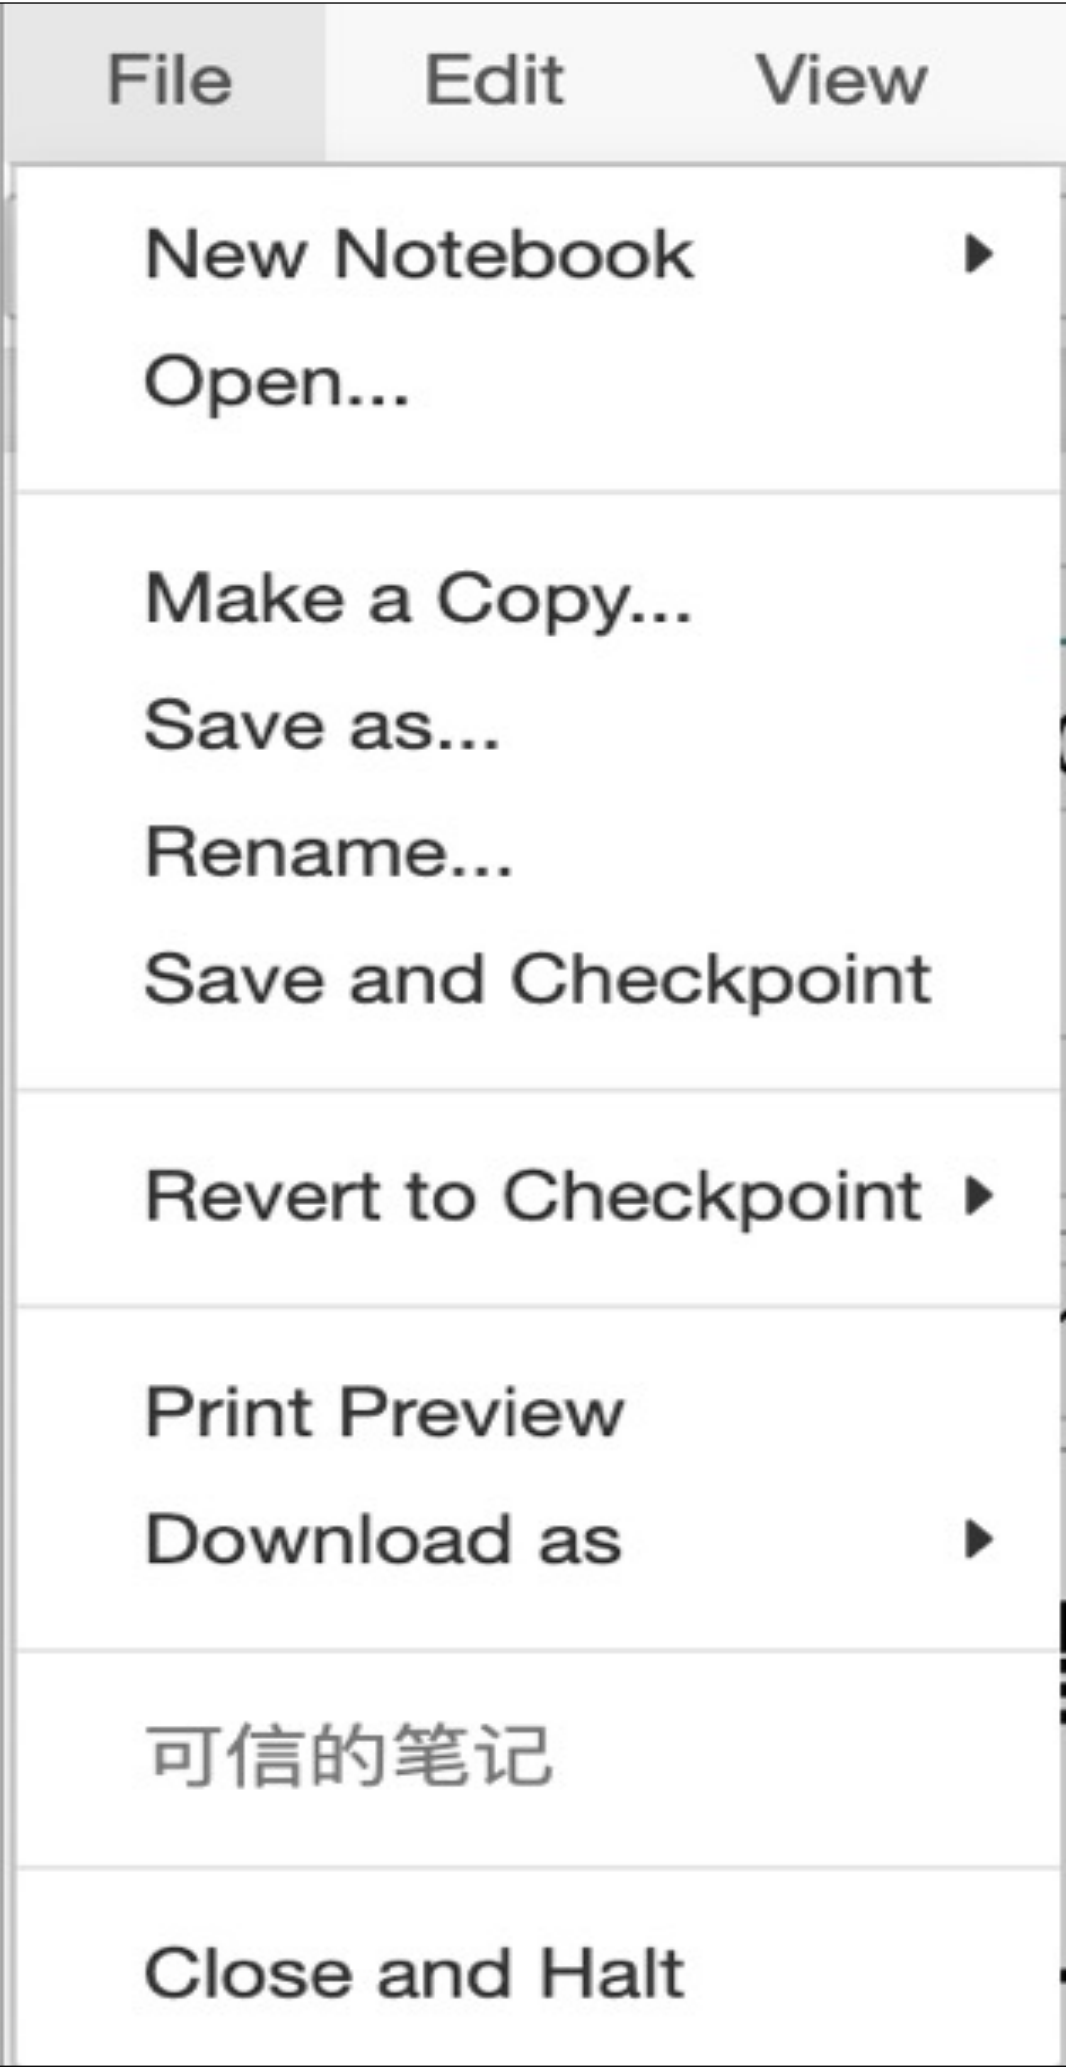 File Edit View
New Notebook
Open...
Make a Copy...
Save as...
Rename...
Save and Checkpoint
Revert to Checkpoint
Print Preview
Download as
可信的笔记
Close and Halt